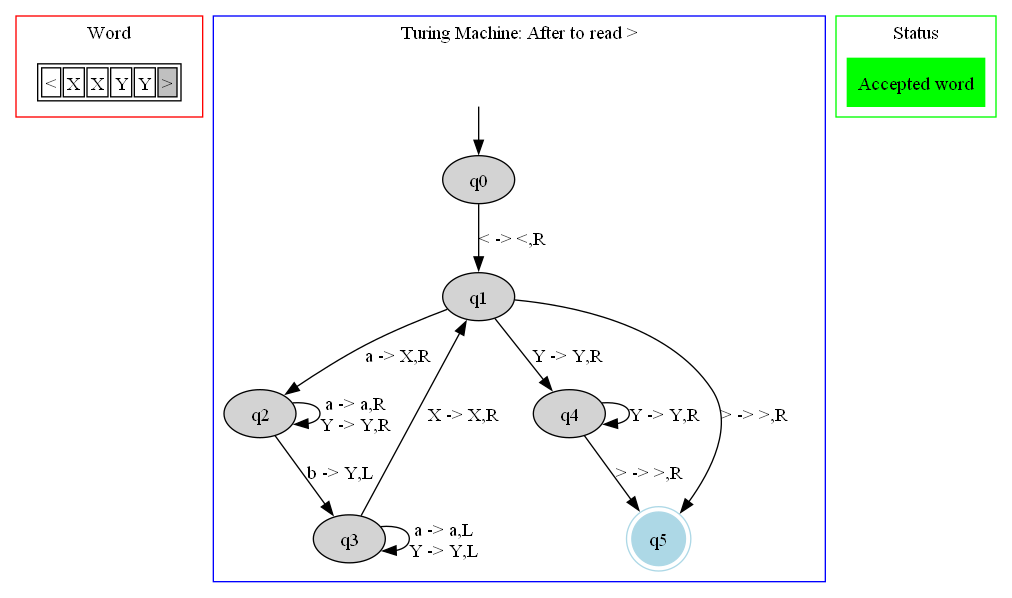 Word
< X X Y Y >
Turing Machine: After to read >
Status
Accepted word
q0
< -> <,R
q1
a -> X,R
Y -> Y,R
q2
a -> a,R
Y -> Y,R
X -> X,R
q4
Y -> Y,R
> -> >,R
b -> Y,L
> -> >,R
q3
a -> a,L
Y -> Y,L
q5